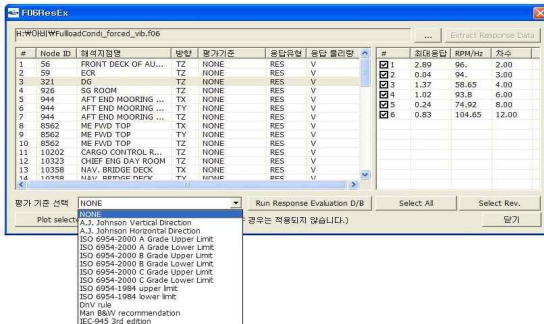 F06ResEx
H:￦아비￦FullloadCondi_forced_vib.f06
...
Extract Response Data
# Node ID 해석지점명 방향 평가기준 응답유형 응답 물리량
1 56 FRONT DECK OF AU... TZ NONE RES V
2 59 ECR TZ NONE RES V
3 321 DG TZ NONE RES V
4 926 SG ROOM TZ NONE RES V
5 944 AFT END MOORING ... TX NONE RES V
6 944 AFT END MOORING ... TY NONE RES V
7 944 AFT END MOORING ... TZ NONE RES V
8 8562 ME FWD TOP TX NONE RES V
9 8562 ME FWD TOP TY NONE RES V
10 8562 ME FWD TOP TZ NONE RES V
11 10202 CARGO CONTROL R... TZ NONE RES V
12 10323 CHIEF ENG DAY ROOM TZ NONE RES V
13 10358 NAV. BRIDGE DECK TX NONE RES V
14 10358 NAV. BRIDGE DECK TY NONE RES V
# 최대응답 RPM/Hz 차수
1 2.89 96. 2.00
2 0.04 94. 3.00
3 1.37 58.65 4.00
4 1.02 93.8 6.00
5 0.24 74.92 8.00
6 0.83 104.65 12.00
평가 기준 선택 NONE
Run Response Evaluation D/B
Select All
Select Rev.
Plot selecte
경우는 적용되지 않습니다.)
닫기
NONE
A.J. Johnson Vertical Direction
A.J. Johnson Horizontal Direction
ISO 6954-2000 A Grade Upper Limit
ISO 6954-2000 A Grade Lower Limit
ISO 6954-2000 B Grade Upper Limit
ISO 6954-2000 B Grade Lower Limit
ISO 6954-2000 C Grade Upper Limit
ISO 6954-2000 C Grade Lower Limit
ISO 6954-1984 upper limit
ISO 6954-1984 lower limit
DnV rule
Man B&W recommendation
IEC-945 3rd edition